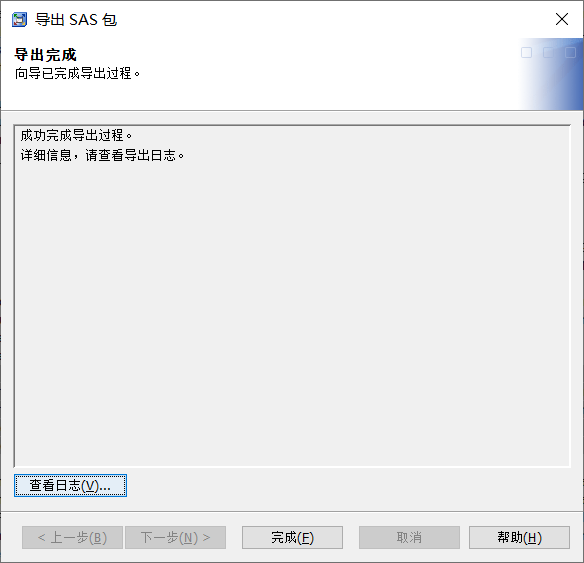 导出 SAS 包
导出完成
向导已完成导出过程。
成功完成导出过程。
详细信息，请查看导出日志。
查看日志(V)...
< 上一步(B)
下一步(N) >
完成(F)
取消
帮助(H)